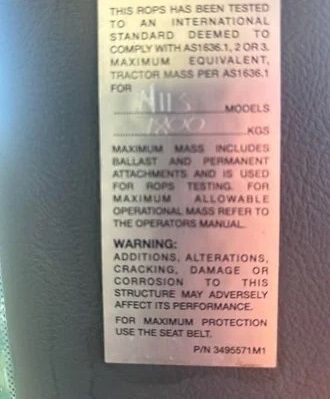 THIS ROPS HAS BEEN TESTED
TO AN INTERNATIONAL
STANDARD DEEMED TO
COMPLY WITH AS1636.1, 2 OR 3.
MAXIMUM EQUIVALENT,
TRACTOR MASS PER AS1636.1
FOR
MODELS
KGS
MAXIMUM MASS INCLUDES
BALLAST AND PERMANENT
ATTACHMENTS AND IS USED
FOR ROPS TESTING. FOR
MAXIMUM ALLOWABLE
OPERATIONAL MASS REFER TO
THE OPERATORS MANUAL.
WARNING:
ADDITIONS, ALTERATIONS,
CRACKING, DAMAGE OR
CORROSION TO THIS
STRUCTURE MAY ADVERSELY
AFFECT ITS PERFORMANCE.
FOR MAXIMUM PROTECTION
USE THE SEAT BELT.
P/N 3495571M1